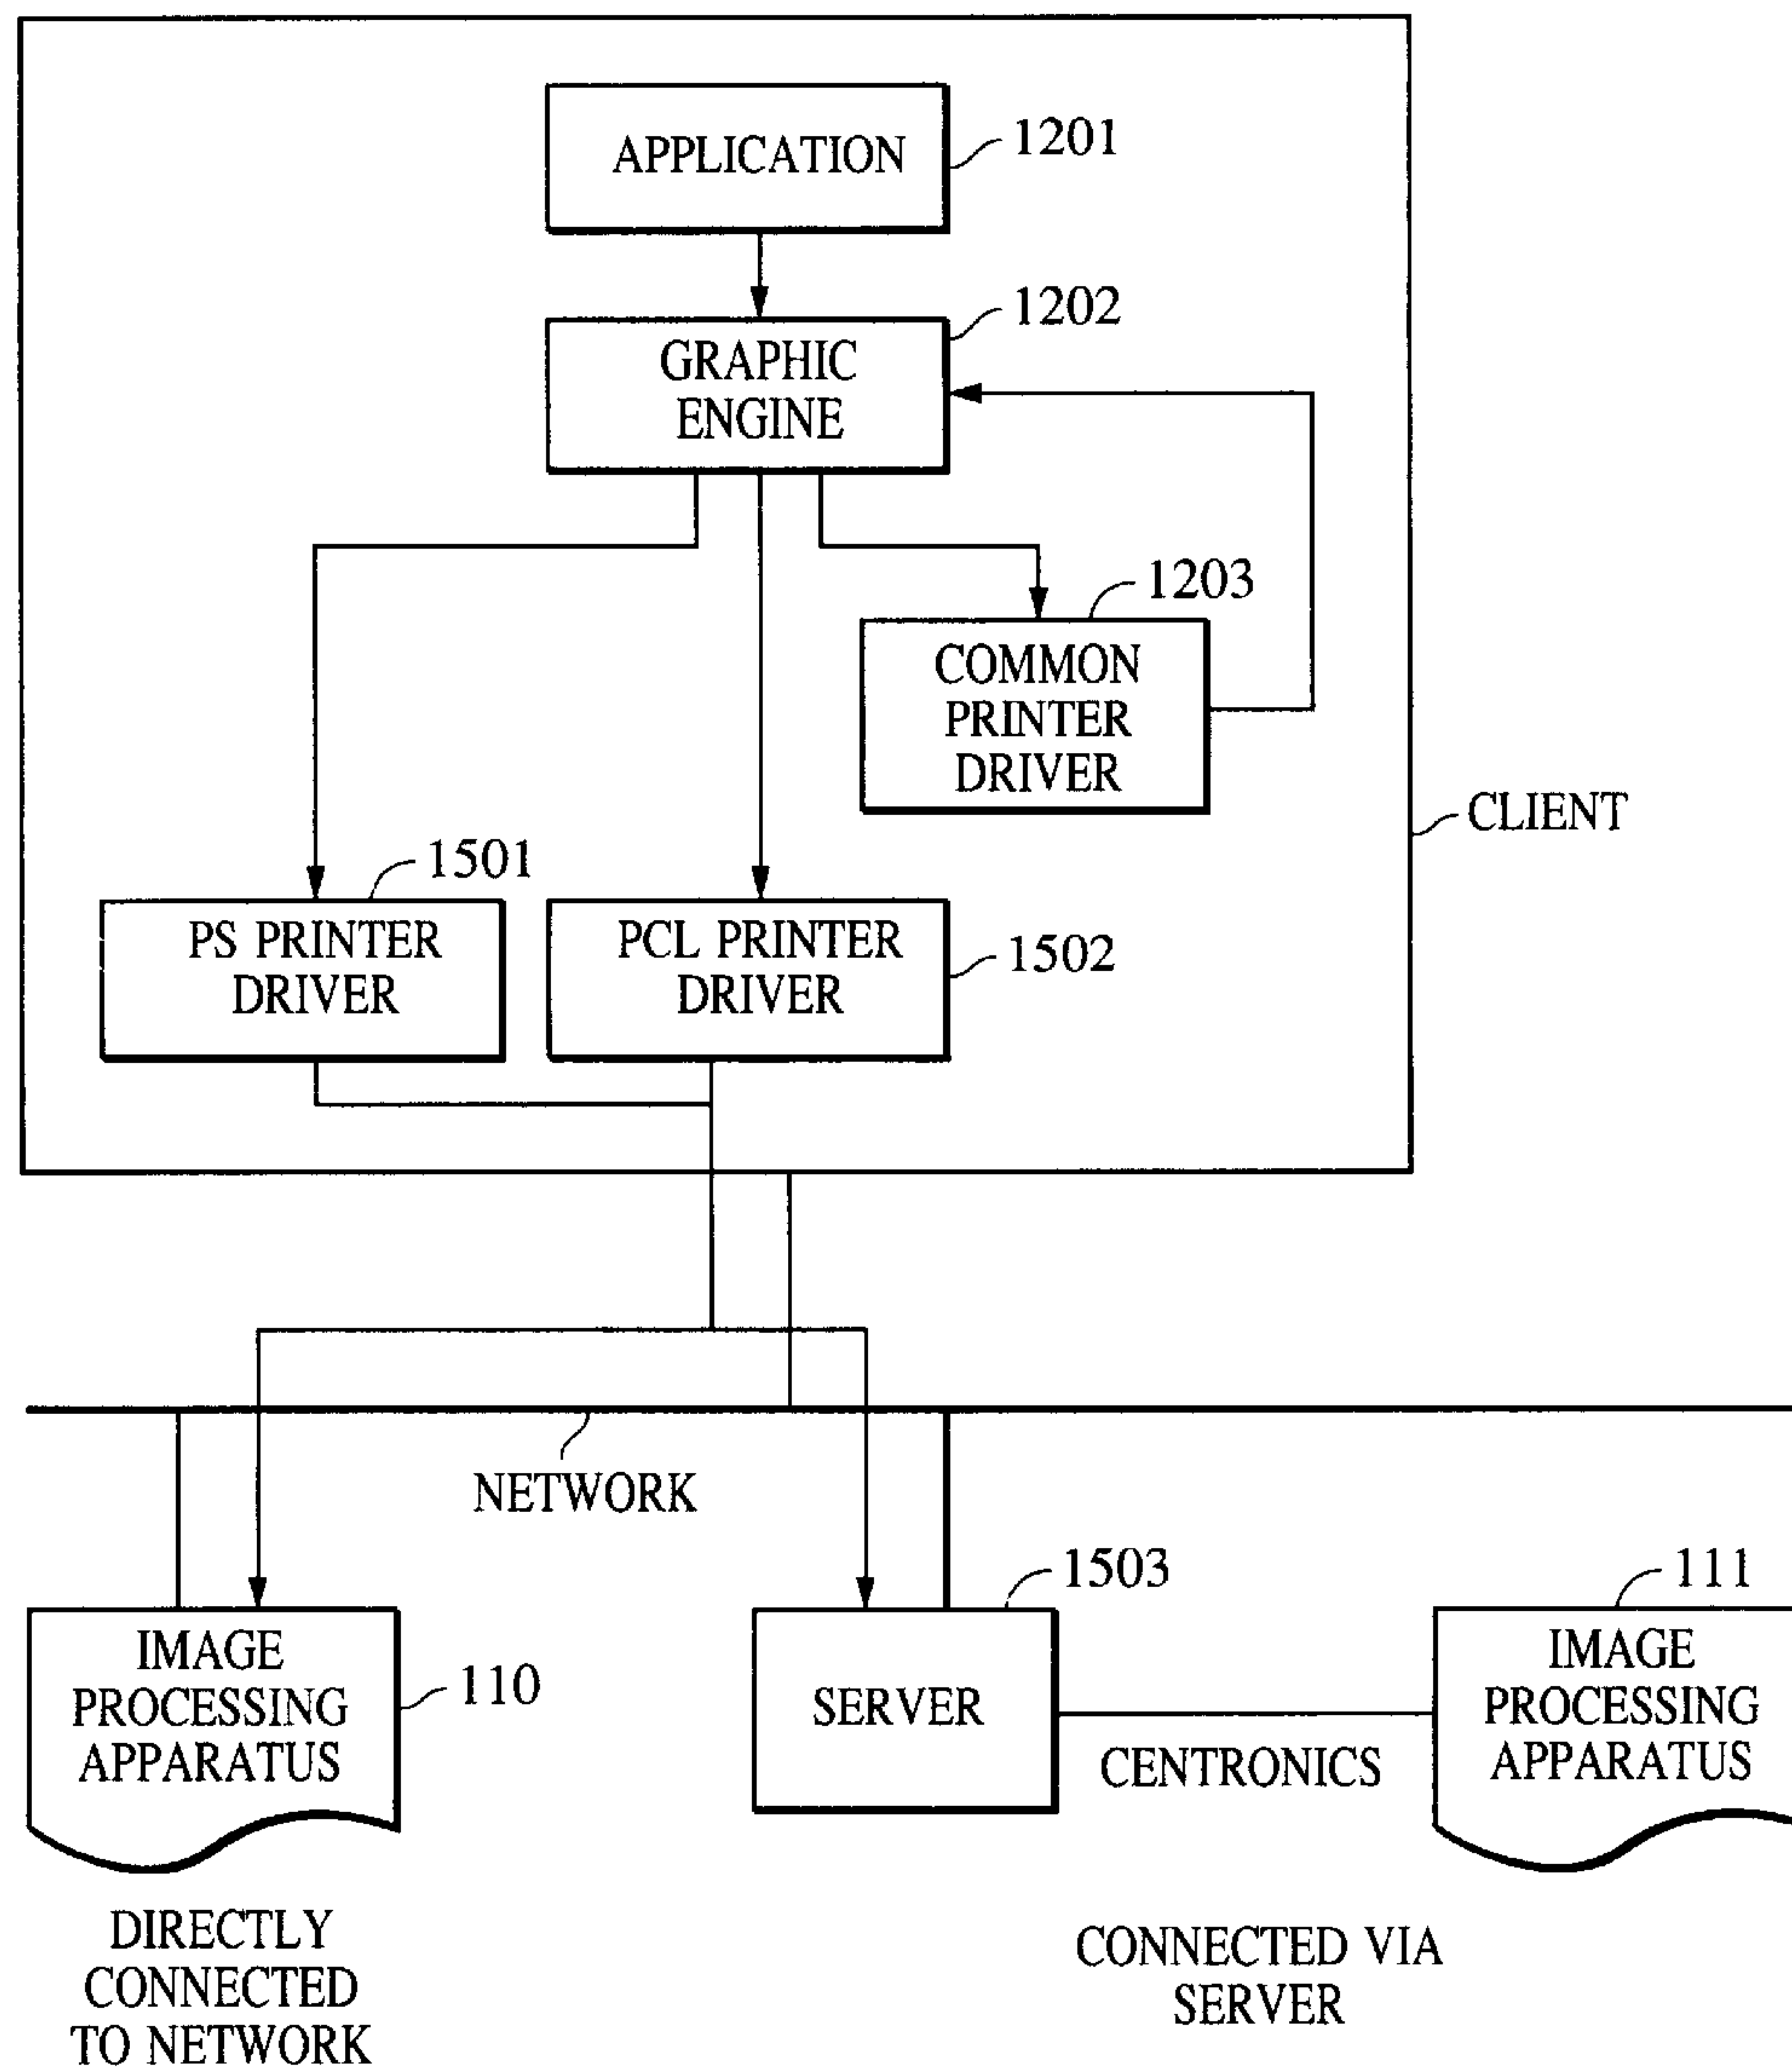 APPLICATION
1201
1202
GRAPHIC
ENGINE
1203
COMMON
PRINTER
DRIVER
CLIENT
1501
PS PRINTER
DRIVER
PCL PRINTER
DRIVER
1502
NETWORK
IMAGE
PROCESSING
APPARATUS
110
1503
SERVER
CENTRONICS
111
IMAGE
PROCESSING
APPARATUS
DIRECTLY
CONNECTED
TO NETWORK
CONNECTED VIA
SERVER